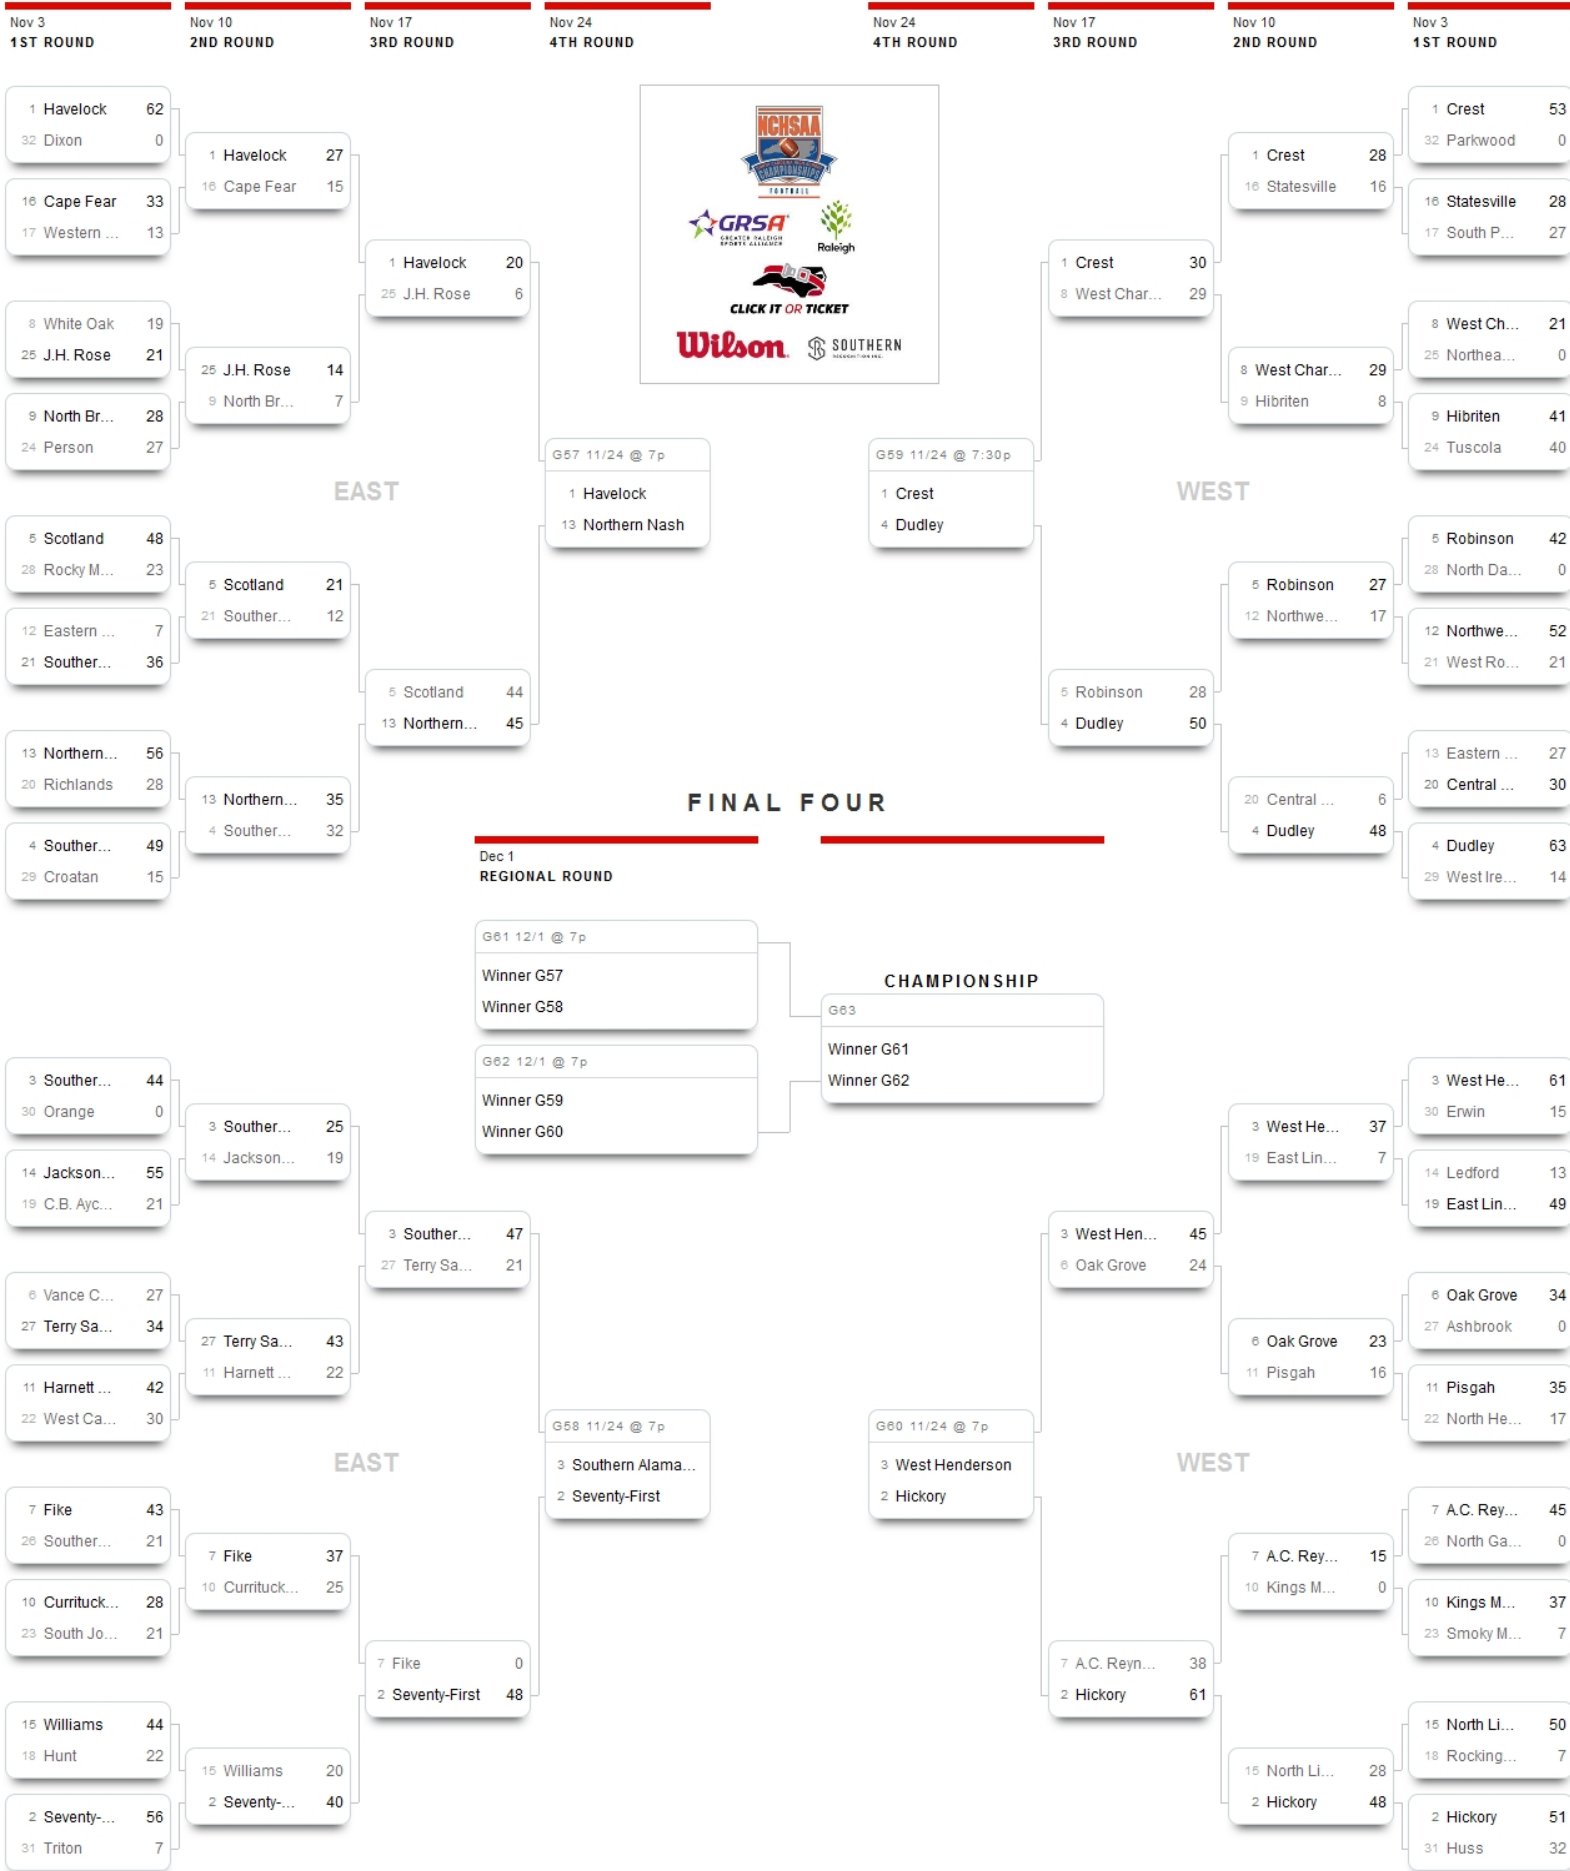 Nov 3
1ST ROUND
Nov 10
2ND ROUND
Nov 17
3RD ROUND
Nov 24
4TH ROUND
Nov 24
4TH ROUND
Nov 17
3RD ROUND
Nov 10
2ND ROUND
Nov 3
1ST ROUND
1 Havelock 62
32 Dixon 0
16 Cape Fear 33
17 Western ... 13
8 White Oak 19
25 J.H. Rose 21
9 North Br... 28
24 Person 27
5 Scotland 48
28 Rocky M... 23
12 Eastern ... 7
21 Souther... 36
13 Northern... 56
20 Richlands 28
4 Souther... 49
29 Croatan 15
1 Havelock 27
16 Cape Fear 15
25 J.H. Rose 14
9 North Br... 7
5 Scotland 21
21 Souther... 12
13 Northern... 35
4 Souther... 32
1 Havelock 20
25 J.H. Rose 6
5 Scotland 44
13 Northern... 45
EAST
G57 11/24 @ 7p
1 Havelock
13 Northern Nash
NCHSAA
CHAMPIONSHIPS
FOOTBALL
GRSA
GREATER RALEIGH
SPORTS ALLIANCE
Raleigh
CLICK IT OR TICKET
Wilson
SOUTHERN
RECOGNITION INC.
G59 11/24 @ 7:30p
1 Crest
4 Dudley
WEST
1 Crest 30
8 West Char... 29
5 Robinson 28
4 Dudley 50
1 Crest 28
16 Statesville 16
8 West Char... 29
9 Hibriten 8
5 Robinson 27
12 Northwe... 17
20 Central ... 6
4 Dudley 48
1 Crest 53
32 Parkwood 0
16 Statesville 28
17 South P... 27
8 West Ch... 21
25 Northea... 0
9 Hibriten 41
24 Tuscola 40
5 Robinson 42
28 North Da... 0
12 Northwe... 52
21 West Ro... 21
13 Eastern ... 27
20 Central ... 30
4 Dudley 63
29 West Ire... 14
FINAL FOUR
Dec 1
REGIONAL ROUND
G61 12/1 @ 7p
Winner G57
Winner G58
G62 12/1 @ 7p
Winner G59
Winner G60
CHAMPIONSHIP
G63
Winner G61
Winner G62
3 Souther... 44
30 Orange 0
14 Jackson... 55
19 C.B. Ayc... 21
6 Vance C... 27
27 Terry Sa... 34
11 Harnett ... 42
22 West Ca... 30
7 Fike 43
26 Souther... 21
10 Currituck... 28
23 South Jo... 21
15 Williams 44
18 Hunt 22
2 Seventy-... 56
31 Triton 7
3 Souther... 25
14 Jackson... 19
27 Terry Sa... 43
11 Harnett ... 22
7 Fike 37
10 Currituck... 25
15 Williams 20
2 Seventy-... 40
3 Souther... 47
27 Terry Sa... 21
7 Fike 0
2 Seventy-First 48
EAST
G58 11/24 @ 7p
3 Southern Alama...
2 Seventy-First
G60 11/24 @ 7p
3 West Henderson
2 Hickory
WEST
3 West Hen... 45
6 Oak Grove 24
7 A.C. Reyn... 38
2 Hickory 61
3 West He... 37
19 East Lin... 7
6 Oak Grove 23
11 Pisgah 16
7 A.C. Rey... 15
10 Kings M... 0
15 North Li... 28
2 Hickory 48
3 West He... 61
30 Erwin 15
14 Ledford 13
19 East Lin... 49
6 Oak Grove 34
27 Ashbrook 0
11 Pisgah 35
22 North He... 17
7 A.C. Rey... 45
26 North Ga... 0
10 Kings M... 37
23 Smoky M... 7
15 North Li... 50
18 Rocking... 7
2 Hickory 51
31 Huss 32